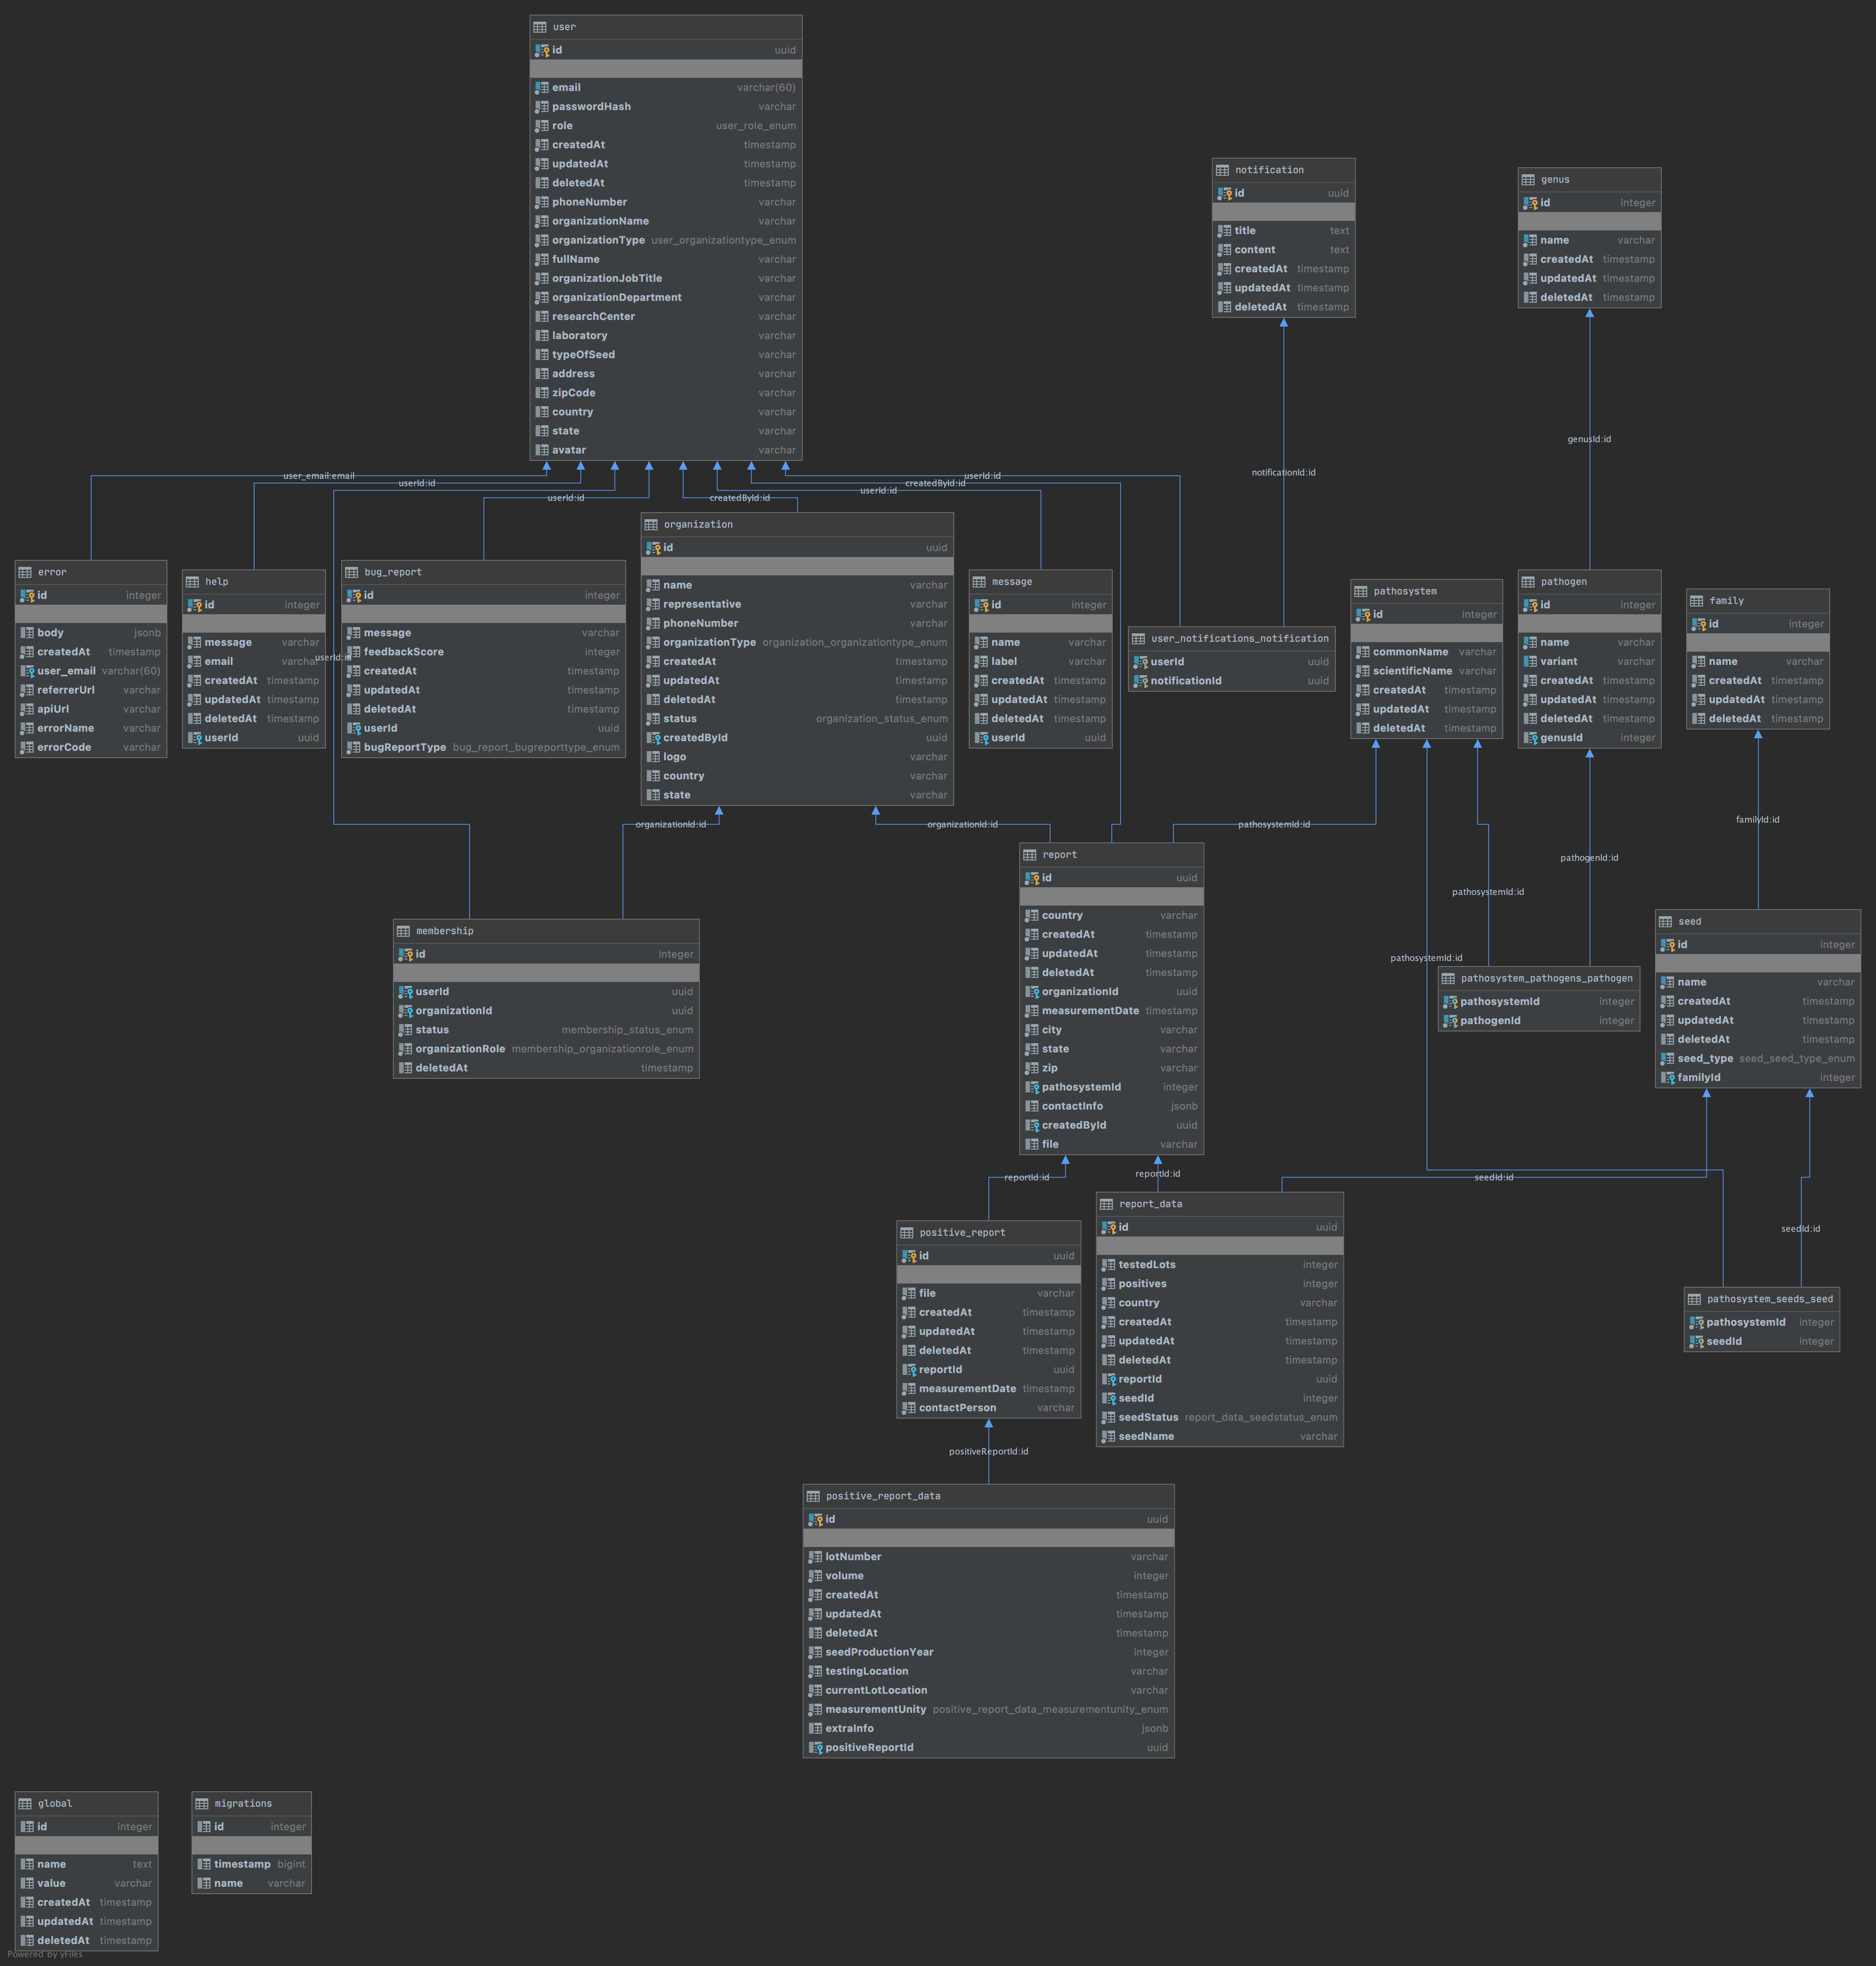 user
id uuid
email varchar(60)
passwordHash varchar
role user_role_enum
createdAt timestamp
updatedAt timestamp
deletedAt timestamp
phoneNumber varchar
organizationName varchar
organizationType user_organizationtype_enum
fullName varchar
organizationJobTitle varchar
organizationDepartment varchar
researchCenter varchar
laboratory varchar
typeOfSeed varchar
address varchar
zipCode varchar
country varchar
state varchar
avatar varchar
notification
id uuid
title text
content text
createdAt timestamp
updatedAt timestamp
deletedAt timestamp
genus
id integer
name varchar
createdAt timestamp
updatedAt timestamp
deletedAt timestamp
genusId:id
notificationId:id
user_email:email
userId:id
userId:id
userId:id
createdById:id
userId:id
createdById:id
userId:id
error
id integer
body jsonb
createdAt timestamp
user_email varchar(60)
referrerUrl varchar
apiUrl varchar
errorName varchar
errorCode varchar
help
id integer
message varchar
email varchar
createdAt timestamp
updatedAt timestamp
deletedAt timestamp
userId uuid
bug_report
id integer
message varchar
feedbackScore integer
createdAt timestamp
updatedAt timestamp
deletedAt timestamp
userId uuid
bugReportType bug_report_bugreporttype_enum
organization
id uuid
name varchar
representative varchar
phoneNumber varchar
organizationType organization_organizationtype_enum
createdAt timestamp
updatedAt timestamp
deletedAt timestamp
status organization_status_enum
createdById uuid
logo varchar
country varchar
state varchar
message
id integer
name varchar
label varchar
createdAt timestamp
updatedAt timestamp
deletedAt timestamp
userId uuid
user_notifications_notification
userId uuid
notificationId uuid
pathosystem
id integer
commonName varchar
scientificName varchar
createdAt timestamp
updatedAt timestamp
deletedAt timestamp
pathogen
id integer
name varchar
variant varchar
createdAt timestamp
updatedAt timestamp
deletedAt timestamp
genusId integer
family
id integer
name varchar
createdAt timestamp
updatedAt timestamp
deletedAt timestamp
organizationId:id
organizationId:id
pathosystemId:id
familyId:id
pathogenId:id
pathosystemId:id
pathosystemId:id
membership
id integer
userId uuid
organizationId uuid
status membership_status_enum
organizationRole membership_organizationrole_enum
deletedAt timestamp
report
id uuid
country varchar
createdAt timestamp
updatedAt timestamp
deletedAt timestamp
organizationId uuid
measurementDate timestamp
city varchar
state varchar
zip varchar
pathosystemId integer
contactInfo jsonb
createdById uuid
file varchar
pathosystem_pathogens_pathogen
pathosystemId integer
pathogenId integer
seed
id integer
name varchar
createdAt timestamp
updatedAt timestamp
deletedAt timestamp
seed_type seed_seed_type_enum
familyId integer
reportId:id
reportId:id
seedId:id
seedId:id
positive_report
id uuid
file varchar
createdAt timestamp
updatedAt timestamp
deletedAt timestamp
reportId uuid
measurementDate timestamp
contactPerson varchar
report_data
id uuid
testedLots integer
positives integer
country varchar
createdAt timestamp
updatedAt timestamp
deletedAt timestamp
reportId uuid
seedId integer
seedStatus report_data_seedstatus_enum
seedName varchar
pathosystem_seeds_seed
pathosystemId integer
seedId integer
positiveReportId:id
positive_report_data
id uuid
lotNumber varchar
volume integer
createdAt timestamp
updatedAt timestamp
deletedAt timestamp
seedProductionYear integer
testingLocation varchar
currentLotLocation varchar
measurementUnity positive_report_data_measurementunity_enum
extraInfo jsonb
positiveReportId uuid
global
id integer
name text
value varchar
createdAt timestamp
updatedAt timestamp
deletedAt timestamp
migrations
id integer
timestamp bigint
name varchar
Powered by yFiles